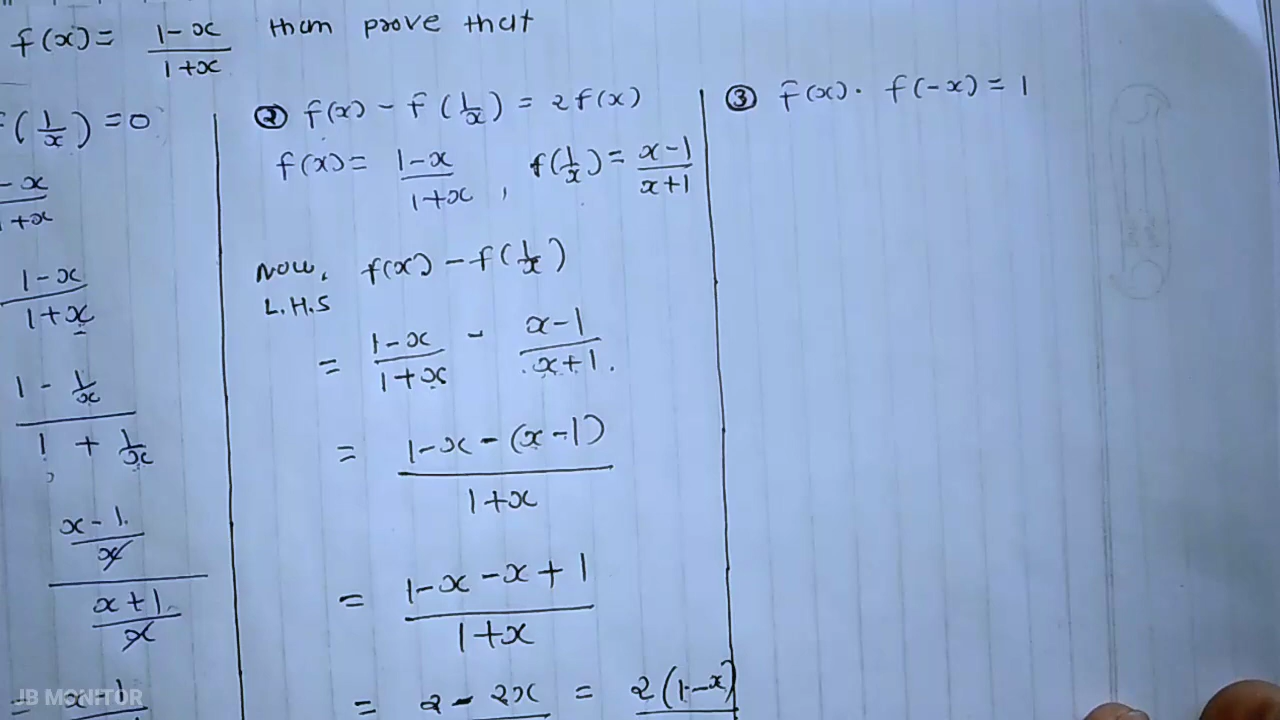 f(x) = 1-x / 1+x then prove that
f(1/x) = 0
-x / +x
1-x / 1+x
1 - 1/x / 1 + 1/x
x-1 / x / x+1 / x
= x-1
② f(x) - f(1/x) = 2f(x)
f(x) = 1-x / 1+x , f(1/x) = x-1 / x+1
Now, f(x) - f(1/x)
L.H.S
= 1-x / 1+x - x-1 / x+1
= 1-x-(x-1) / 1+x
= 1-x-x+1 / 1+x
= 2-2x = 2(1-x)
③ f(x). f(-x) = 1
JB MONITOR